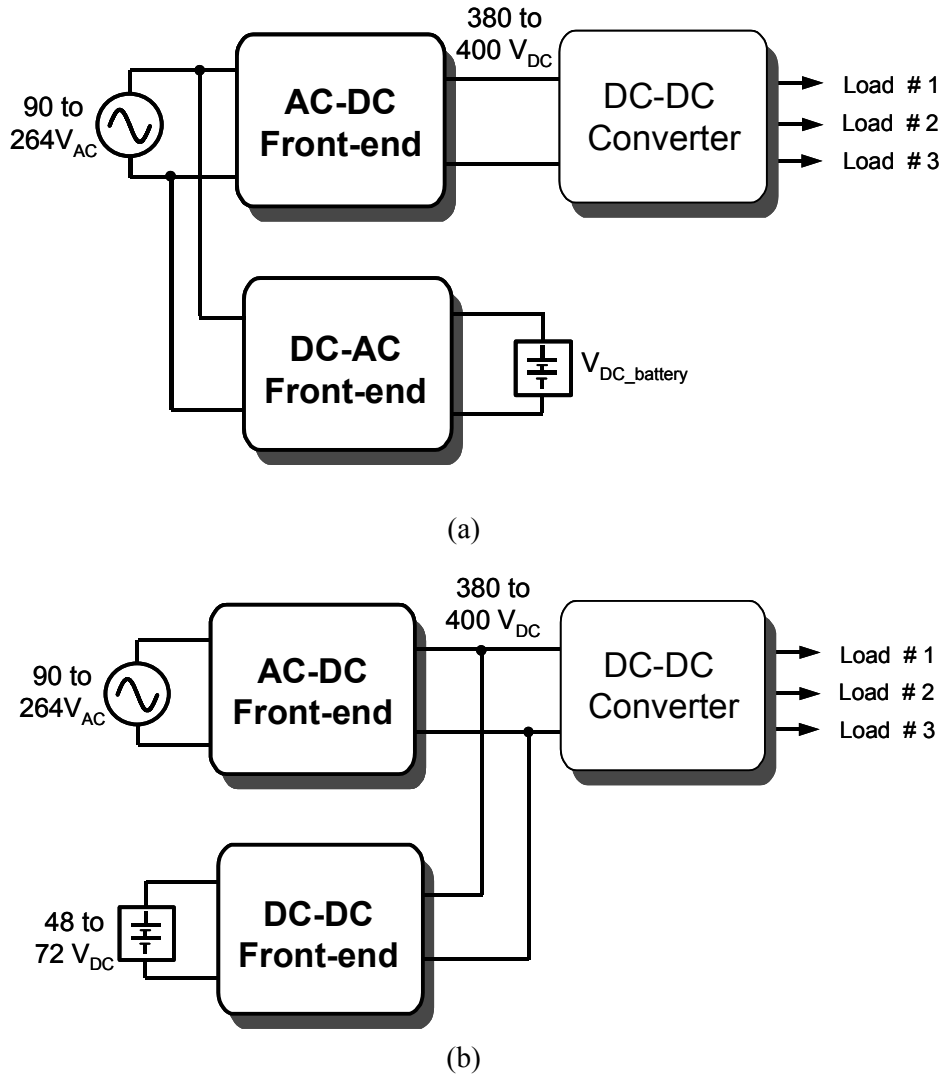 380 to
400 VDC
90 to
264VAC
AC-DC
Front-end
DC-DC
Converter
Load # 1
Load # 2
Load # 3
DC-AC
Front-end
VDC_battery
(a)
380 to
400 VDC
90 to
264VAC
AC-DC
Front-end
DC-DC
Converter
Load # 1
Load # 2
Load # 3
48 to
72 VDC
DC-DC
Front-end
(b)